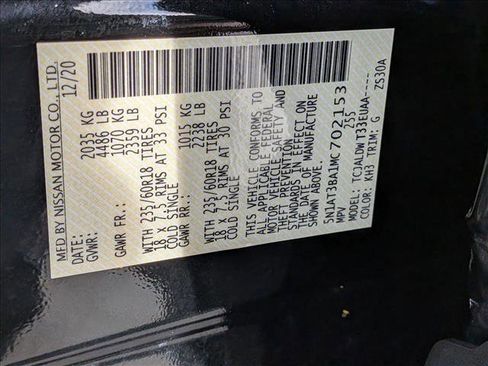 MFD BY NISSAN MOTOR CO., LTD.
DATE: 12/20
GVWR: 2035 KG
4486 LB
GAWR FR.: 1070 KG
2359 LB
WITH 235/60R18 TIRES
18 X 7.5 RIMS AT 33 PSI
COLD SINGLE
GAWR RR.: 1015 KG
2238 LB
WITH 235/60R18 TIRES
18 X 7.5 RIMS AT 30 PSI
COLD SINGLE
THIS VEHICLE CONFORMS TO
ALL APPLICABLE FEDERAL
MOTOR VEHICLE SAFETY AND
THEFT PREVENTION
STANDARDS IN EFFECT ON
THE DATE OF MANUFACTURE
SHOWN ABOVE.
5N1AT3BA1MC702153
MPV 255
MODEL: TCJALDWT33EUAA-----
COLOR: KH3 TRIM: G ZS30A